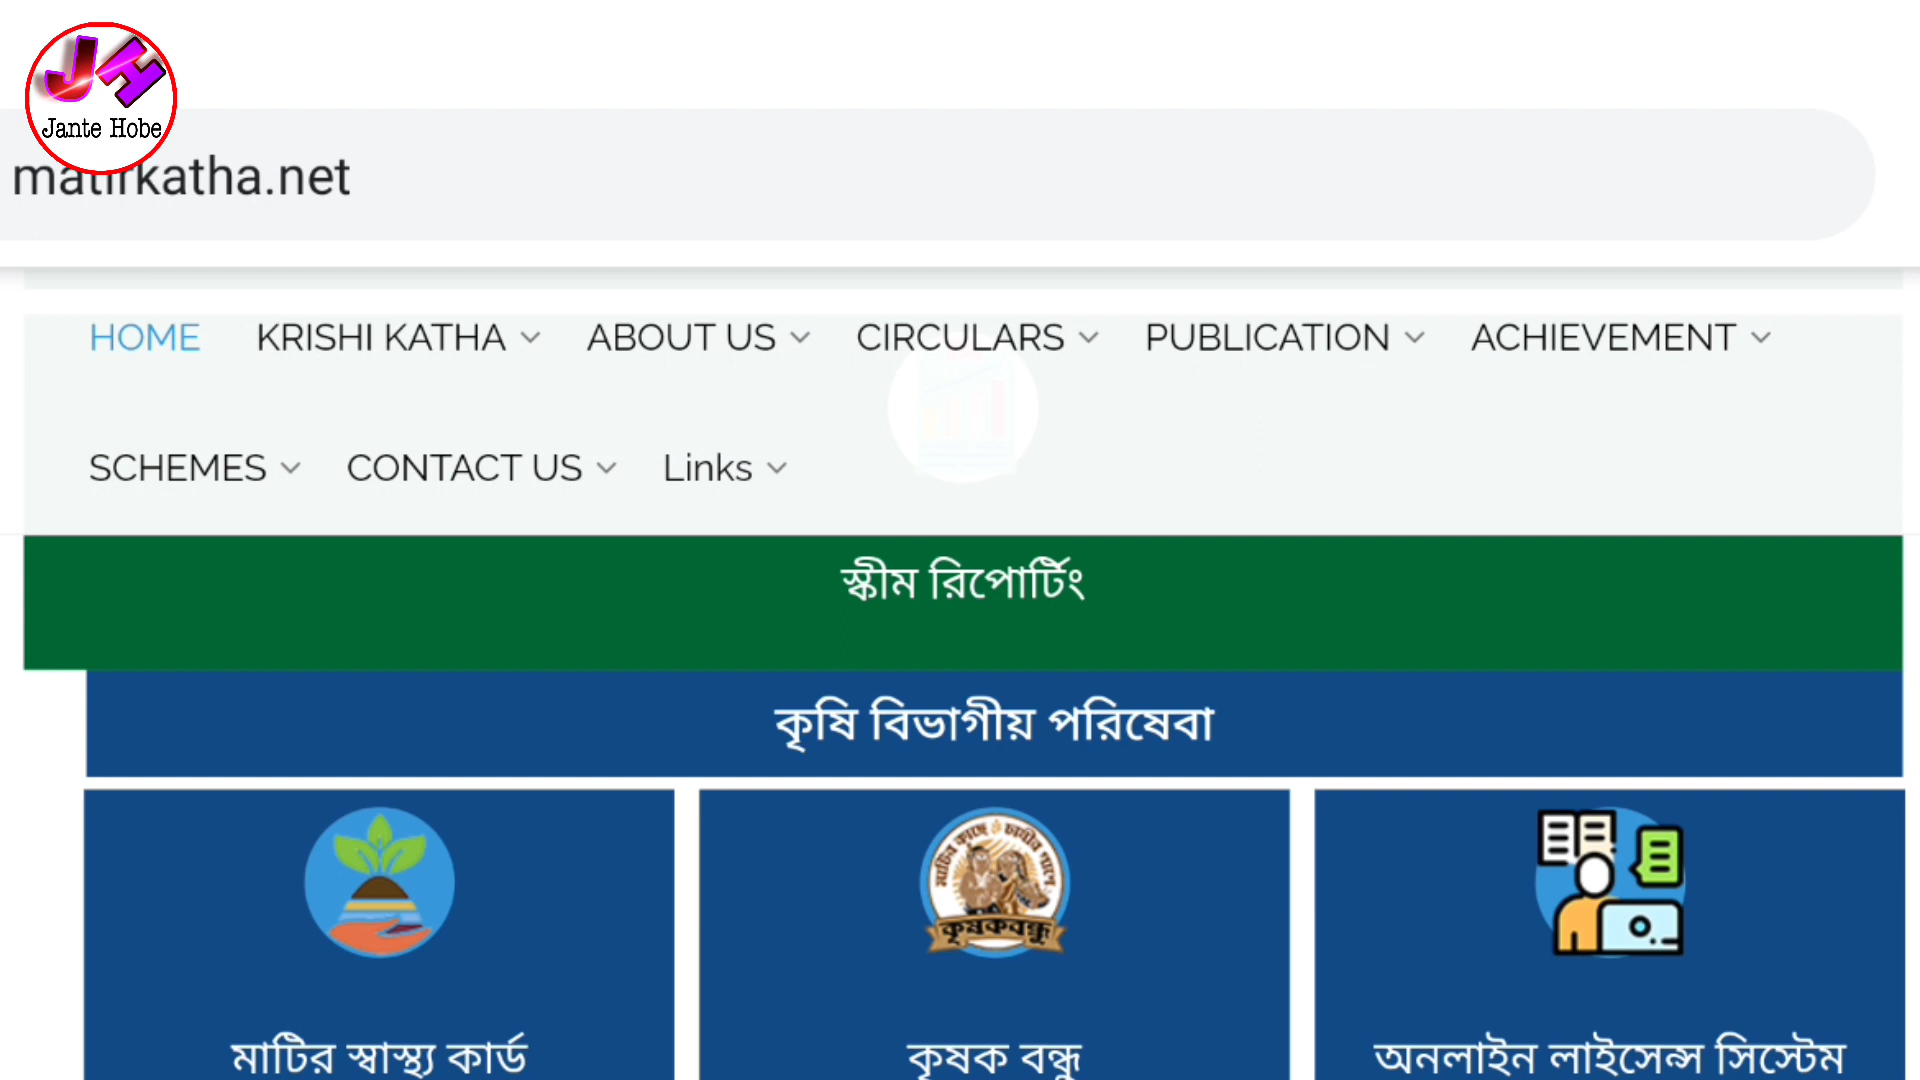 JH
Jante Hobe
matirkatha.net
HOME KRISHI KATHA ABOUT US CIRCULARS PUBLICATION ACHIEVEMENT
SCHEMES CONTACT US Links
স্কীম রিপোর্টিং
কৃষি বিভাগীয় পরিষেবা
মাটির কাছে চাষীর পাশে
কৃষকবন্ধু
মাটির স্বাস্থ্য কার্ড কৃষক বন্ধু অনলাইন লাইসেন্স সিস্টেম